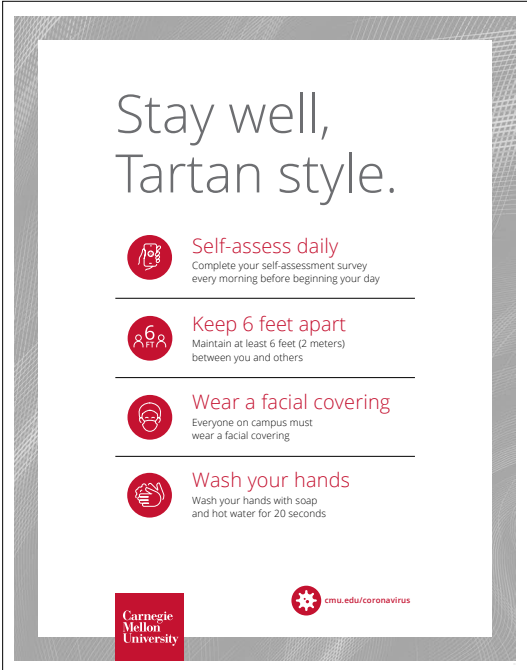 Stay well,
Tartan style.
Self-assess daily
Complete your self-assessment survey
every morning before beginning your day
6
FT
Keep 6 feet apart
Maintain at least 6 feet (2 meters)
between you and others
Wear a facial covering
Everyone on campus must
wear a facial covering
Wash your hands
Wash your hands with soap
and hot water for 20 seconds
cmu.edu/coronavirus
Carnegie
Mellon
University